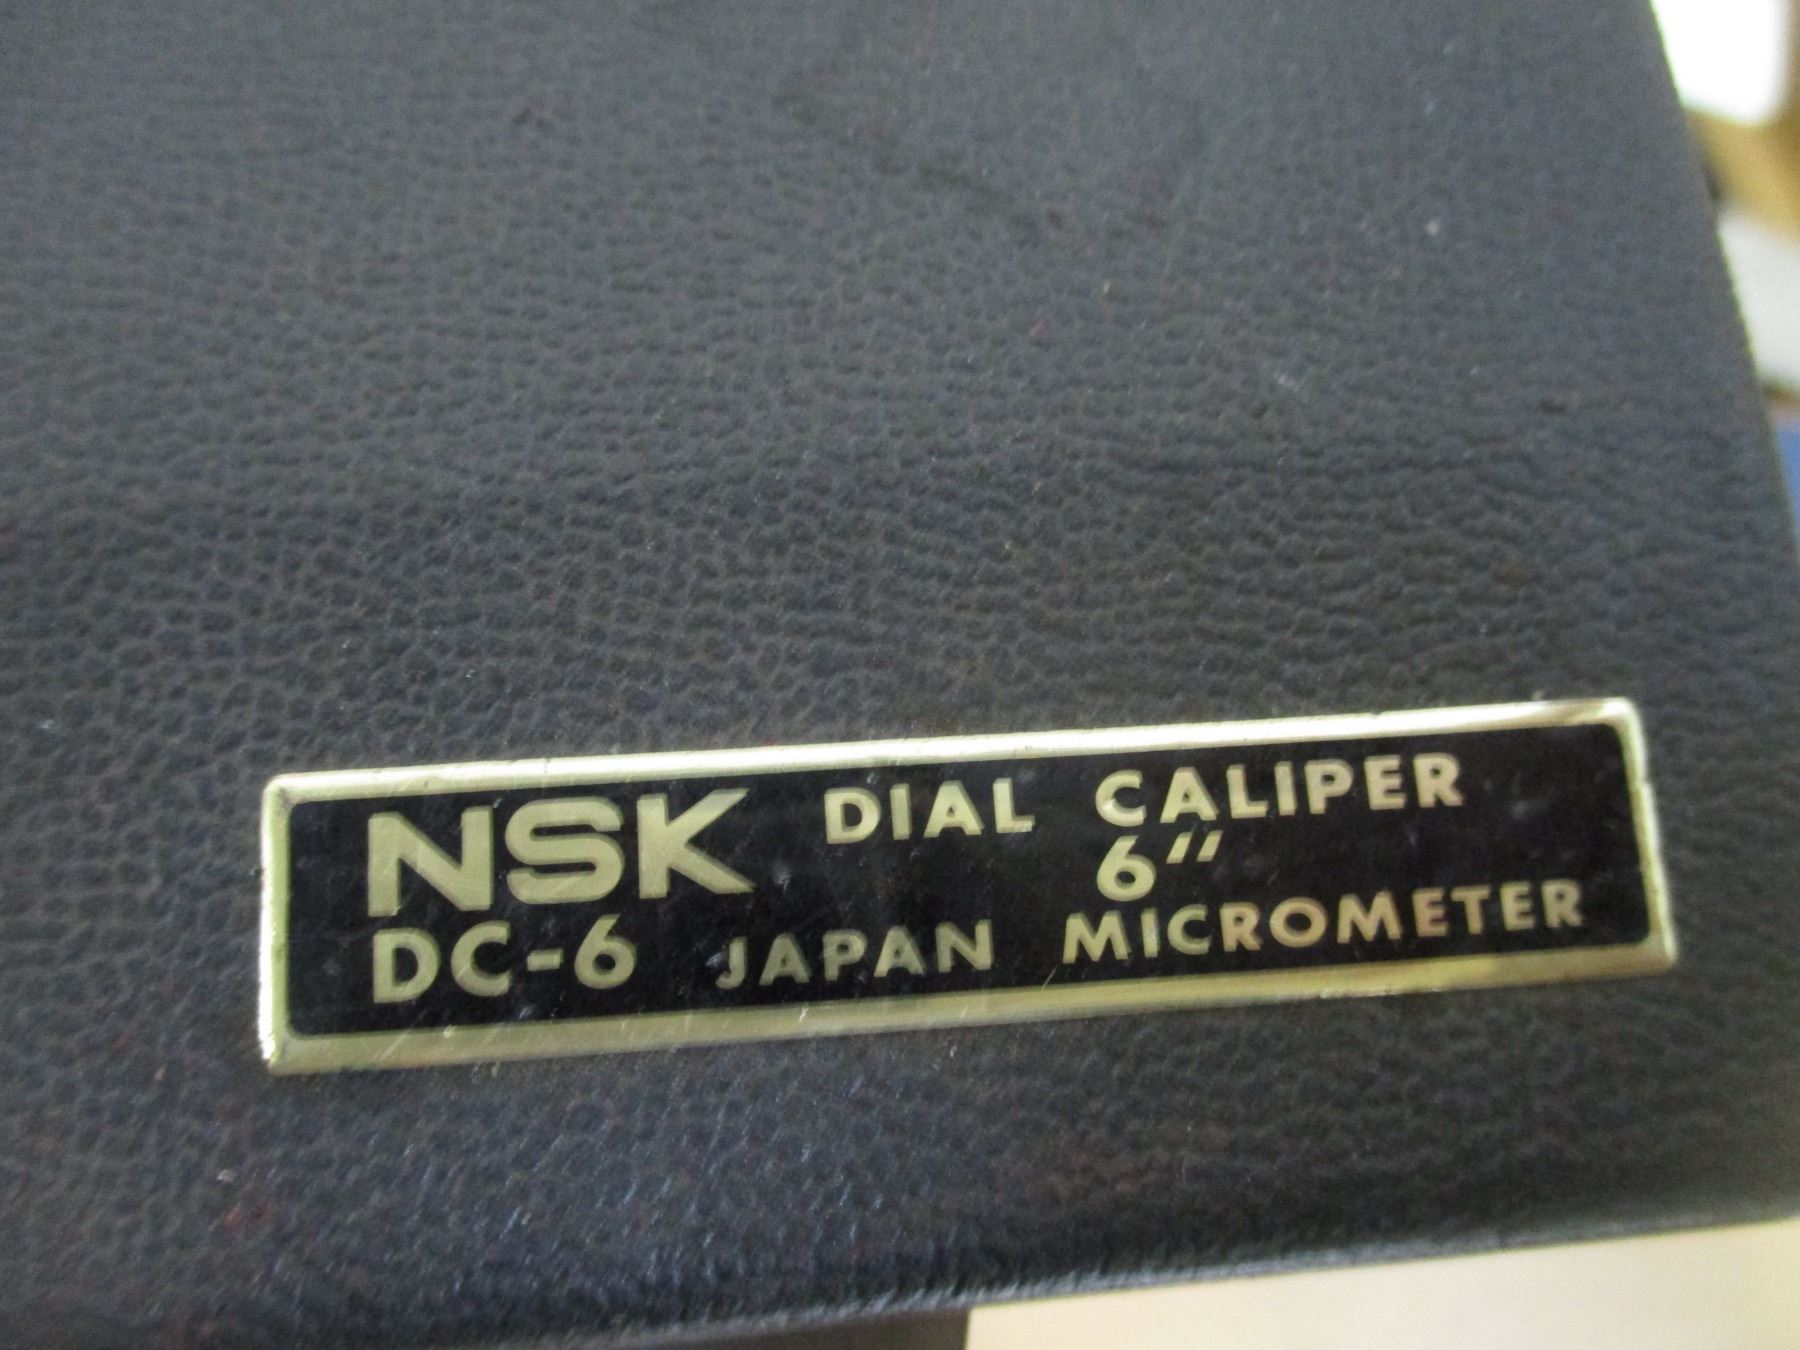 NSK DIAL CALIPER
6"
DC-6 JAPAN MICROMETER